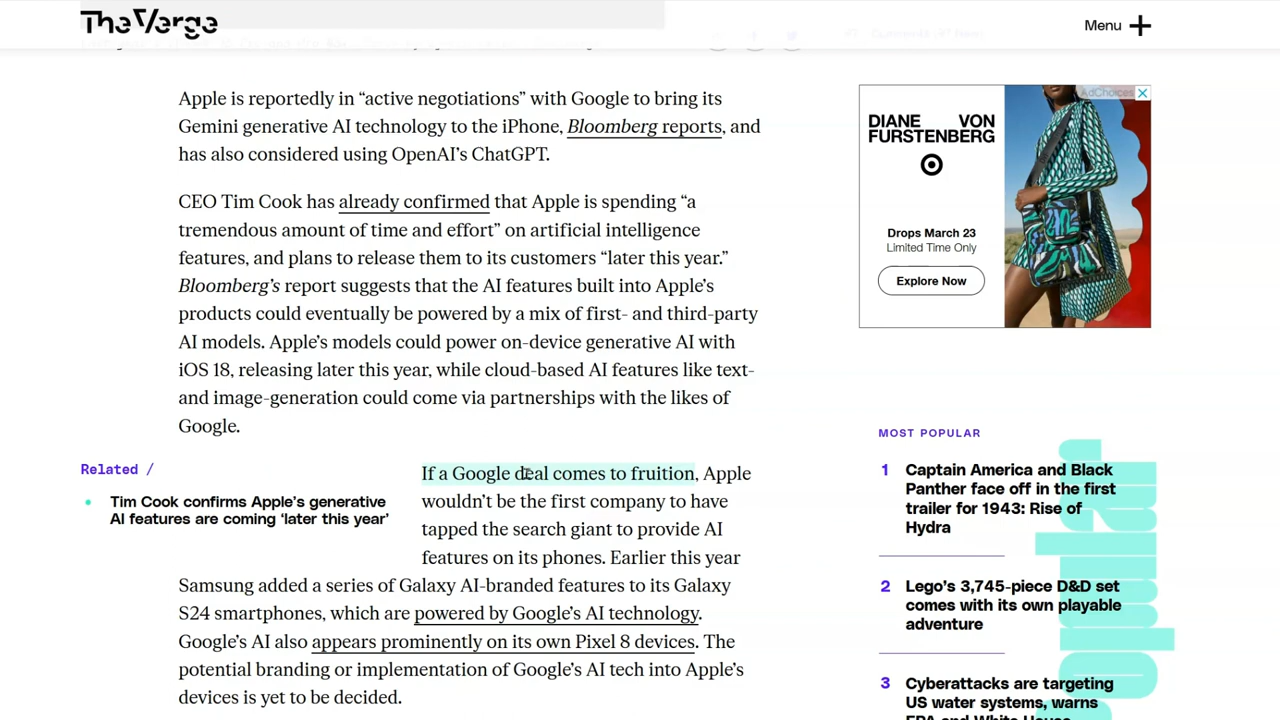 The Verge
Menu
Apple is reportedly in “active negotiations” with Google to bring its
Gemini generative AI technology to the iPhone, Bloomberg reports, and
has also considered using OpenAI’s ChatGPT.
CEO Tim Cook has already confirmed that Apple is spending “a
tremendous amount of time and effort” on artificial intelligence
features, and plans to release them to its customers “later this year.”
Bloomberg’s report suggests that the AI features built into Apple’s
products could eventually be powered by a mix of first- and third-party
AI models. Apple’s models could power on-device generative AI with
iOS 18, releasing later this year, while cloud-based AI features like text-
and image-generation could come via partnerships with the likes of
Google.
Related /
Tim Cook confirms Apple’s generative
AI features are coming ‘later this year’
If a Google deal comes to fruition, Apple
wouldn’t be the first company to have
tapped the search giant to provide AI
features on its phones. Earlier this year
Samsung added a series of Galaxy AI-branded features to its Galaxy
S24 smartphones, which are powered by Google’s AI technology.
Google’s AI also appears prominently on its own Pixel 8 devices. The
potential branding or implementation of Google’s AI tech into Apple’s
devices is yet to be decided.
AdChoices
DIANE VON
FURSTENBERG
Drops March 23
Limited Time Only
Explore Now
MOST POPULAR
1 Captain America and Black
Panther face off in the first
trailer for 1943: Rise of
Hydra
2 Lego’s 3,745-piece D&D set
comes with its own playable
adventure
3 Cyberattacks are targeting
US water systems, warns
EPA and White House